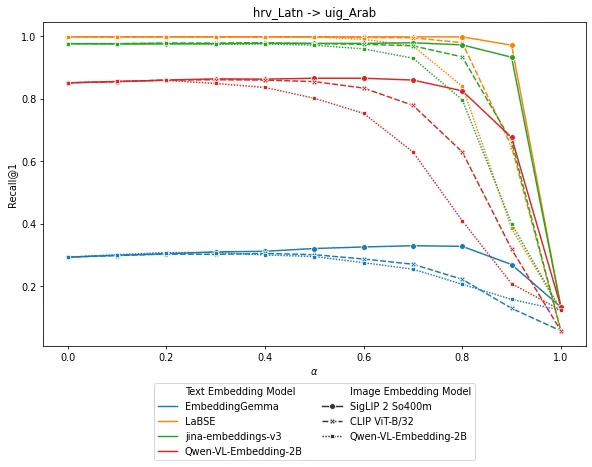 hrv_Latn -> uig_Arab
Recall@1
1.0
0.8
0.6
0.4
0.2
0.0 0.2 0.4 0.6 0.8 1.0
α
Text Embedding Model Image Embedding Model
EmbeddingGemma SigLIP 2 So400m
LaBSE CLIP ViT-B/32
jina-embeddings-v3 Qwen-VL-Embedding-2B
Qwen-VL-Embedding-2B